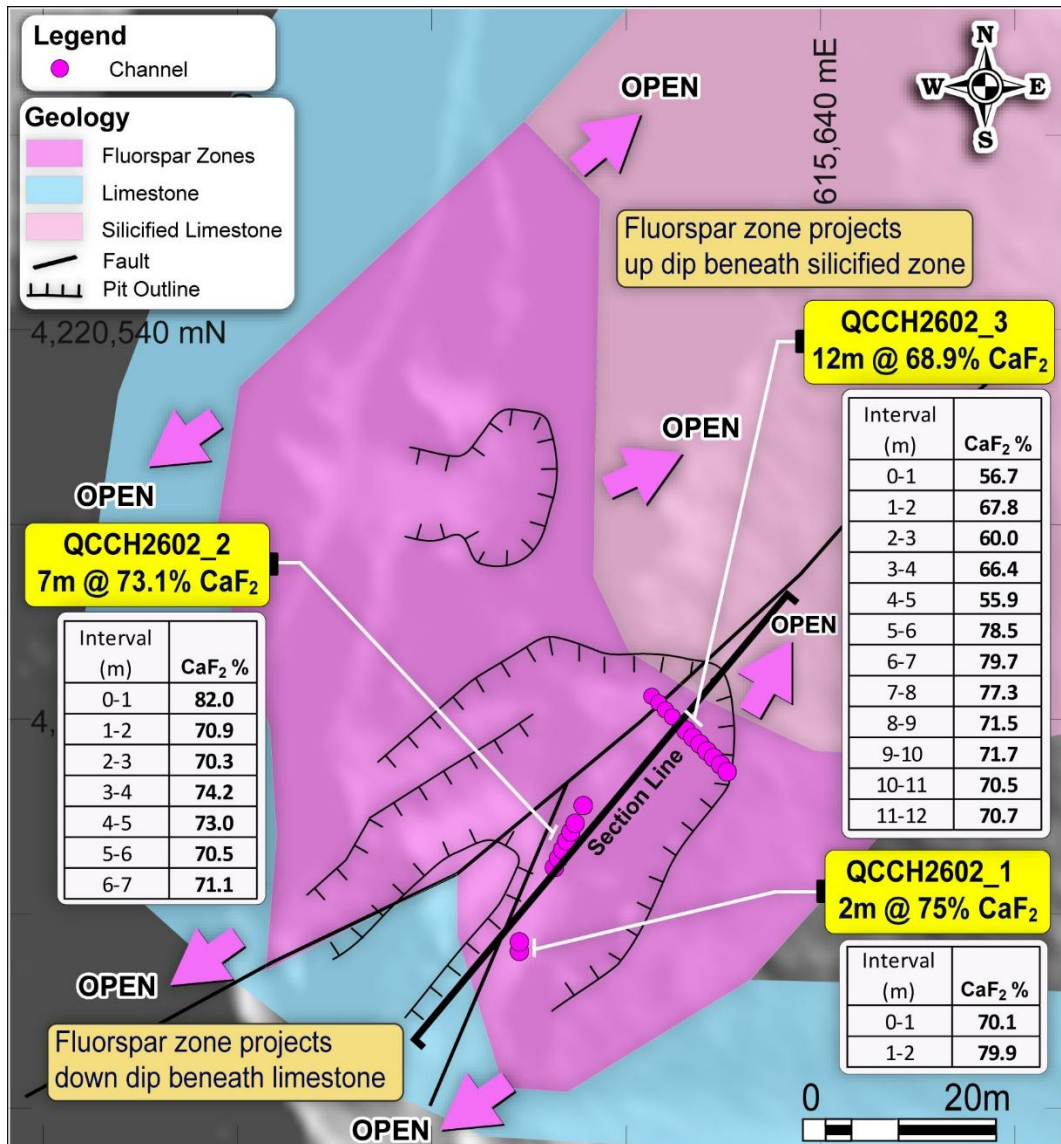 Legend
Channel
Geology
Fluorspar Zones
Limestone
Silicified Limestone
Fault
Pit Outline
N
W E
S
615,640 mE
4,220,540 mN
OPEN
Fluorspar zone projects
up dip beneath silicified zone
QCCH2602_3
12m @ 68.9% CaF₂
Interval
(m) CaF₂ %
0-1 56.7
1-2 67.8
2-3 60.0
3-4 66.4
4-5 55.9
5-6 78.5
6-7 79.7
7-8 77.3
8-9 71.5
9-10 71.7
10-11 70.5
11-12 70.7
OPEN
OPEN
QCCH2602_2
7m @ 73.1% CaF₂
Interval
(m) CaF₂ %
0-1 82.0
1-2 70.9
2-3 70.3
3-4 74.2
4-5 73.0
5-6 70.5
6-7 71.1
OPEN
Section Line
QCCH2602_1
2m @ 75% CaF₂
Interval
(m) CaF₂ %
0-1 70.1
1-2 79.9
OPEN
Fluorspar zone projects
down dip beneath limestone
OPEN
0 20m